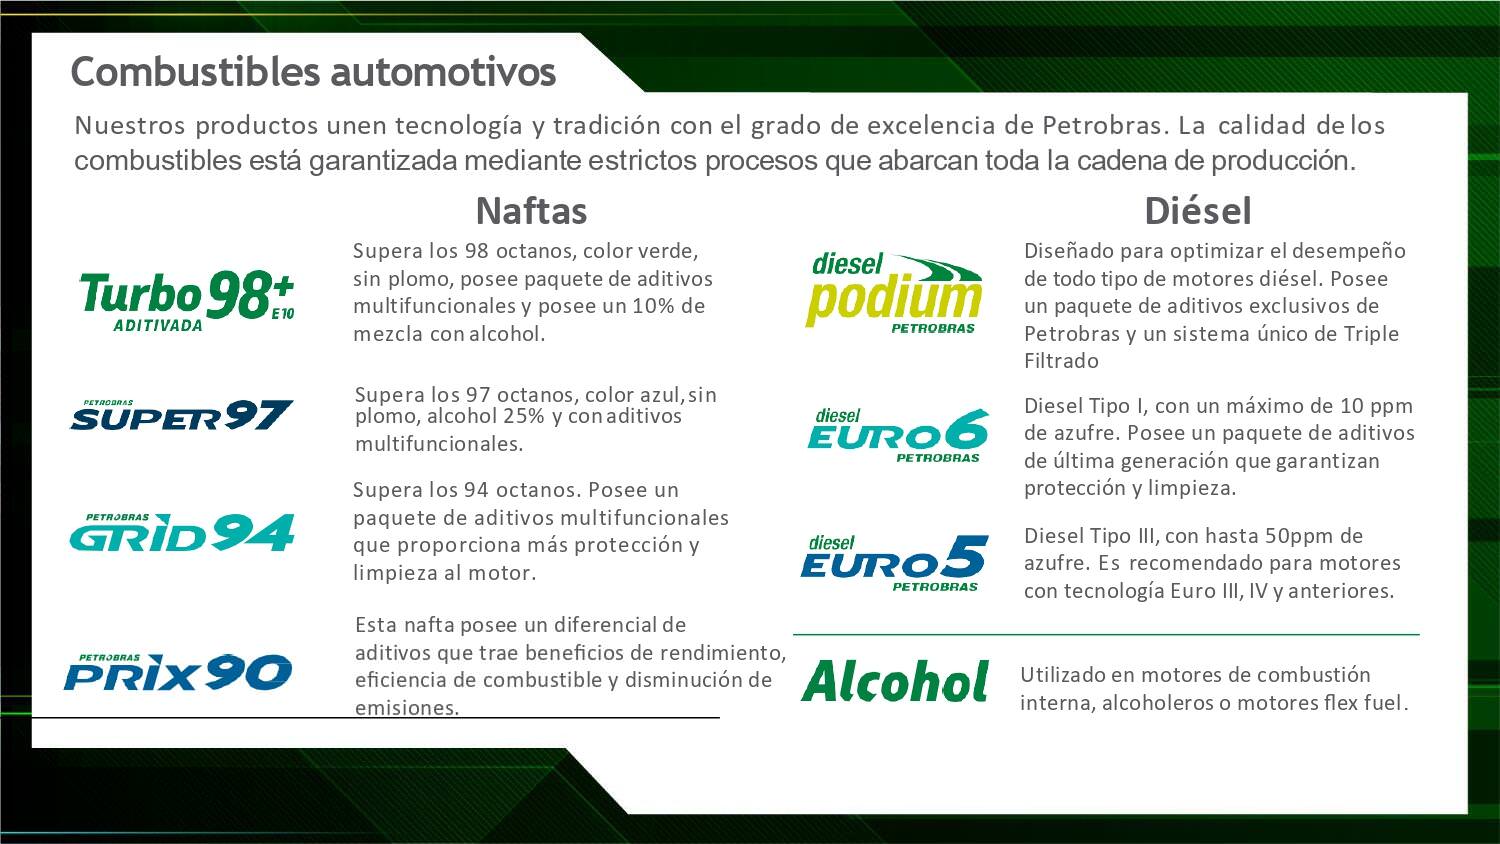 Combustibles automotivos
Nuestros productos unen tecnología y tradición con el grado de excelencia de Petrobras. La calidad de los
combustibles está garantizada mediante estrictos procesos que abarcan toda la cadena de producción.
Naftas
Turbo 98+
ADITIVADA E10
Supera los 98 octanos, color verde,
sin plomo, posee paquete de aditivos
multifuncionales y posee un 10% de
mezcla con alcohol.
PETROBRAS
SUPER 97
Supera los 97 octanos, color azul, sin
plomo, alcohol 25% y con aditivos
multifuncionales.
PETROBRAS
GRID 94
Supera los 94 octanos. Posee un
paquete de aditivos multifuncionales
que proporciona más protección y
limpieza al motor.
PETROBRAS
PRIX 90
Esta nafta posee un diferencial de
aditivos que trae beneficios de rendimiento,
eficiencia de combustible y disminución de
emisiones.
Diésel
diesel
podium
PETROBRAS
Diseñado para optimizar el desempeño
de todo tipo de motores diésel. Posee
un paquete de aditivos exclusivos de
Petrobras y un sistema único de Triple
Filtrado
diesel
EURO 6
PETROBRAS
Diesel Tipo I, con un máximo de 10 ppm
de azufre. Posee un paquete de aditivos
de última generación que garantizan
protección y limpieza.
diesel
EURO 5
PETROBRAS
Diesel Tipo III, con hasta 50ppm de
azufre. Es recomendado para motores
con tecnología Euro III, IV y anteriores.
Alcohol
Utilizado en motores de combustión
interna, alcoholeros o motores flex fuel.